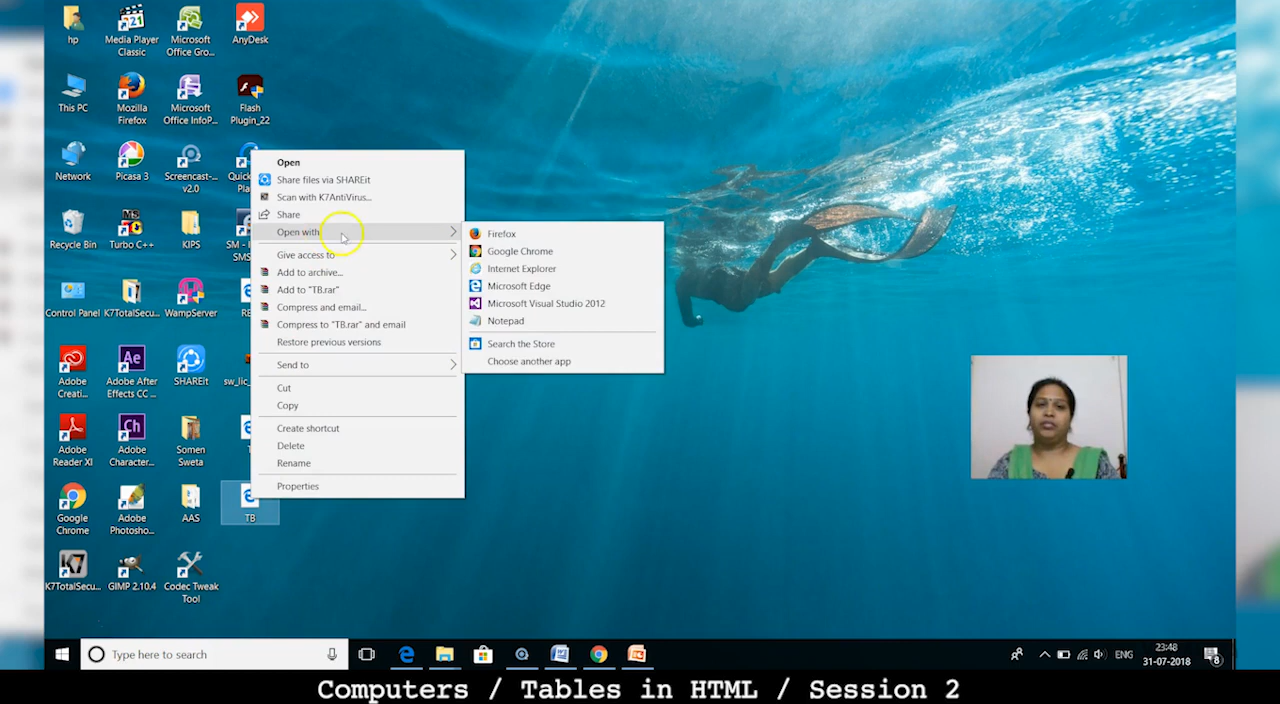 hp
Media Player
Classic
Microsoft
Office Gro...
AnyDesk
This PC
Mozilla
Firefox
Microsoft
Office InfoP...
Flash
Plugin_22
Network
Picasa 3
Screencast-...
v2.0
Quick
Pla
Recycle Bin
Turbo C++
KIPS
SM - H
SMS
Control Panel
K7TotalSecu...
WampServer
RE
Adobe
Creati...
Adobe After
Effects CC ...
SHAREit
sw_lic_
Adobe
Reader XI
Adobe
Character...
Somen
Sweta
Google
Chrome
Adobe
Photosho...
AAS
TB
K7TotalSecu...
GIMP 2.10.4
Codec Tweak
Tool
Open
Share files via SHAREit
Scan with K7AntiVirus...
Share
Open with
Give access to
Add to archive...
Add to "TB.rar"
Compress and email...
Compress to "TB.rar" and email
Restore previous versions
Send to
Cut
Copy
Create shortcut
Delete
Rename
Properties
Firefox
Google Chrome
Internet Explorer
Microsoft Edge
Microsoft Visual Studio 2012
Notepad
Search the Store
Choose another app
Type here to search
ENG
23:48
31-07-2018
8
Computers / Tables in HTML / Session 2